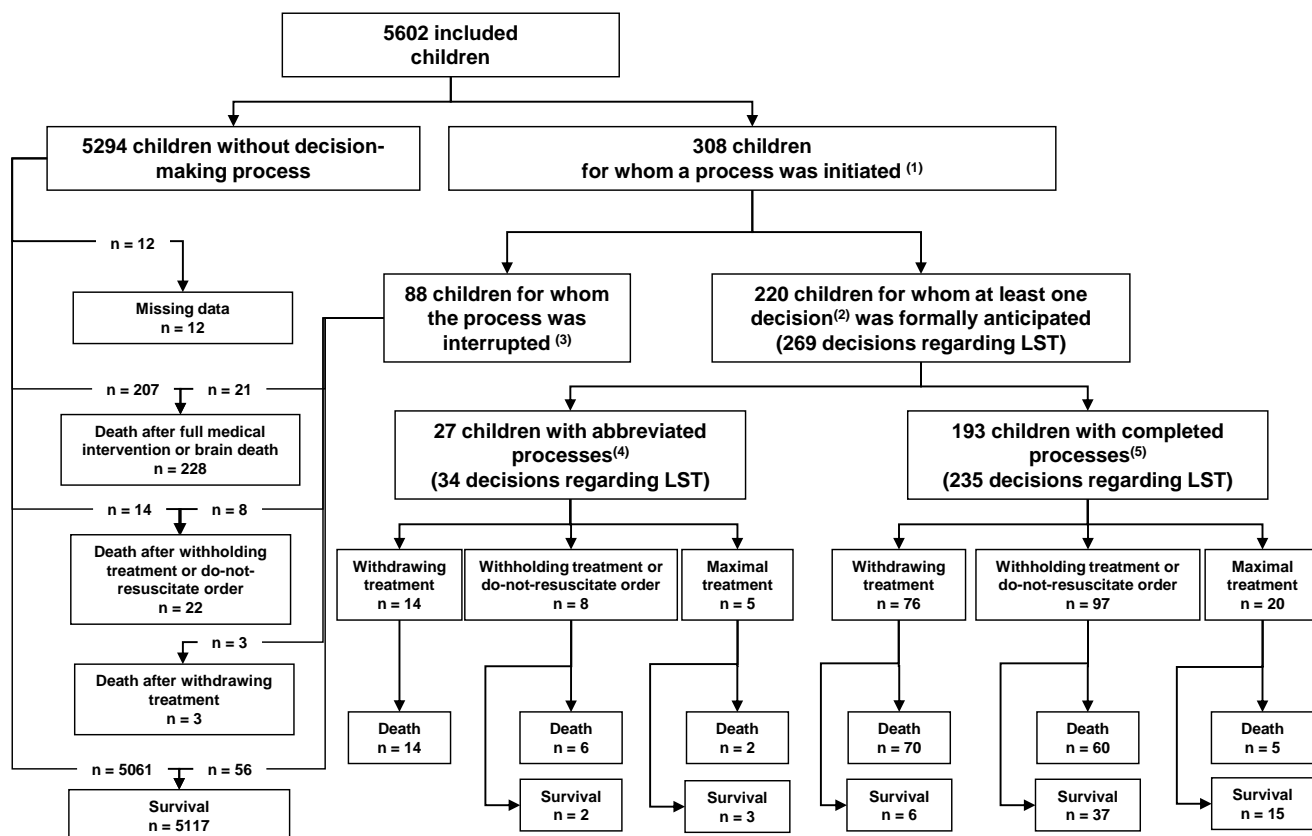 5602 included
children
5294 children without decision-
making process
308 children
for whom a process was initiated (1)
n = 12
Missing data
n = 12
88 children for whom
the process was
interrupted (3)
220 children for whom at least one
decision(2) was formally anticipated
(269 decisions regarding LST)
n = 207
n = 21
Death after full medical
intervention or brain death
n = 228
27 children with abbreviated
processes(4)
(34 decisions regarding LST)
193 children with completed
processes(5)
(235 decisions regarding LST)
n = 14
n = 8
Death after withholding
treatment or do-not-
resuscitate order
n = 22
Withdrawing
treatment
n = 14
Withholding treatment or
do-not-resuscitate order
n = 8
Maximal
treatment
n = 5
Withdrawing
treatment
n = 76
Withholding treatment or
do-not-resuscitate order
n = 97
Maximal
treatment
n = 20
n = 3
Death after withdrawing
treatment
n = 3
Death
n = 14
Death
n = 6
Death
n = 2
Death
n = 70
Death
n = 60
Death
n = 5
n = 5061
n = 56
Survival
n = 5117
Survival
n = 2
Survival
n = 3
Survival
n = 6
Survival
n = 37
Survival
n = 15